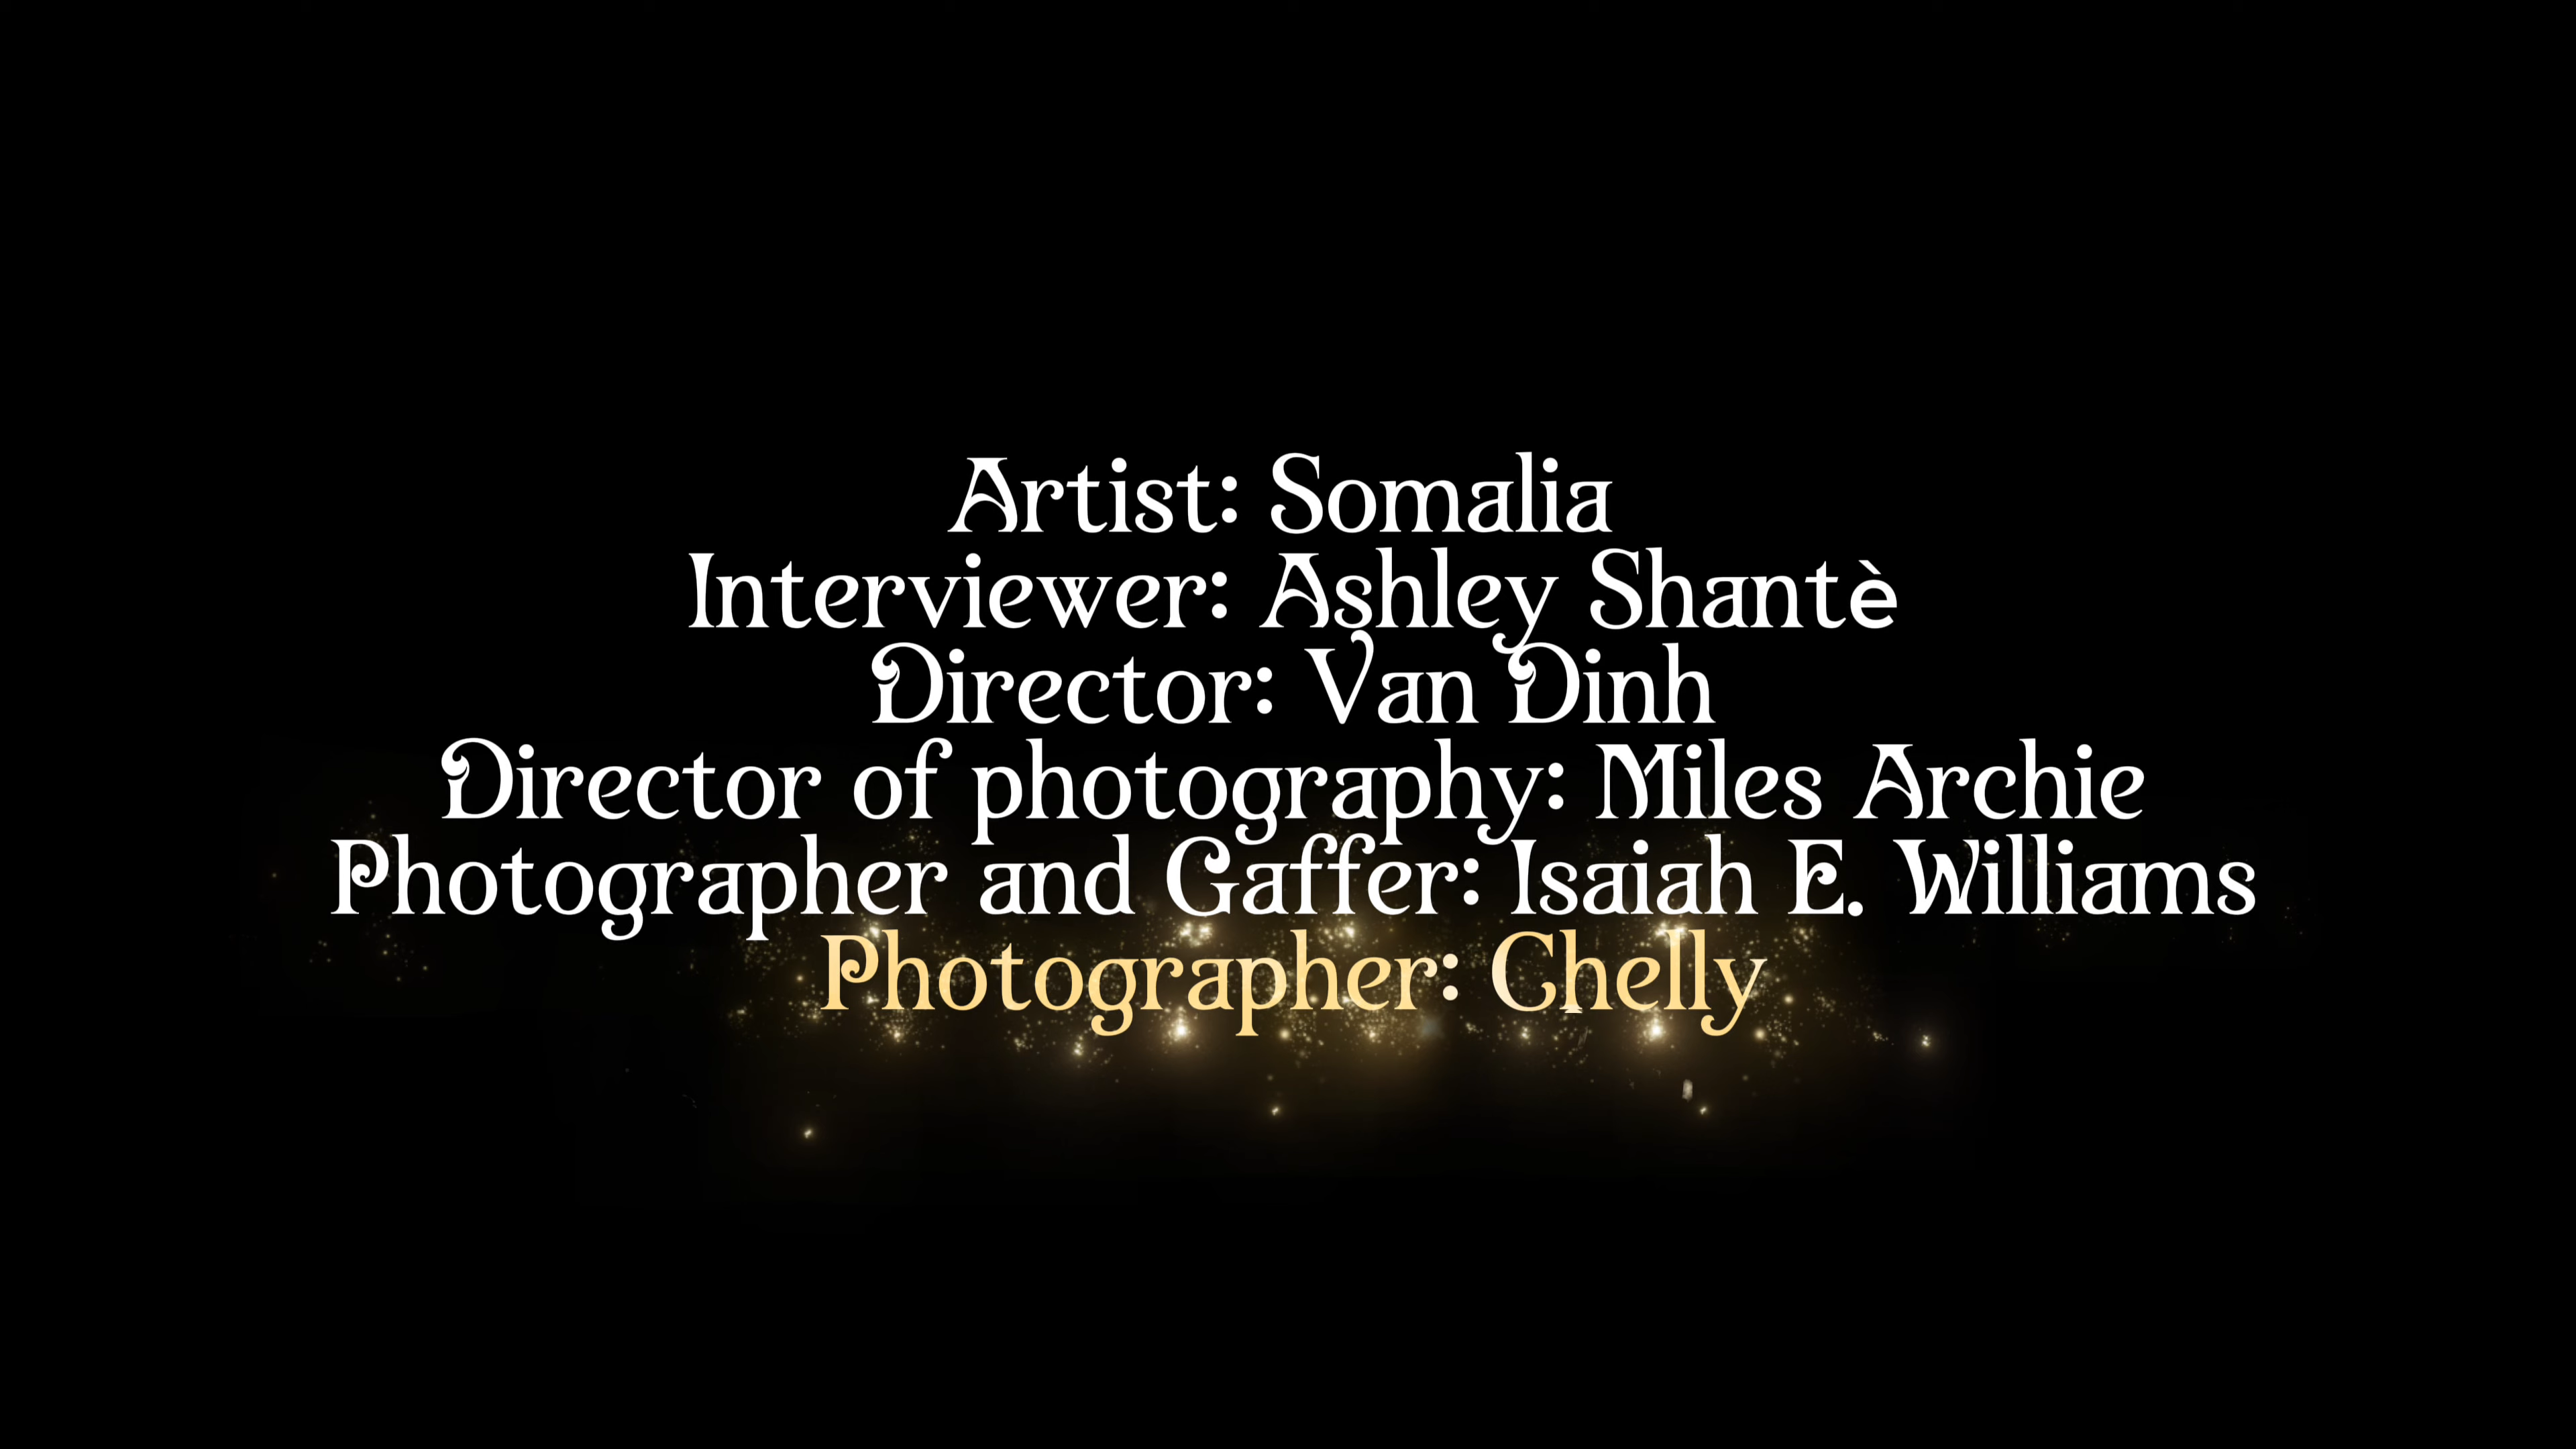 Artist: Somalia
Interviewer: Ashley Shantè
Director: Van Dinh
Director of photography: Miles Archie
Photographer and Gaffer: Isaiah E. Williams
Photographer: Chelly